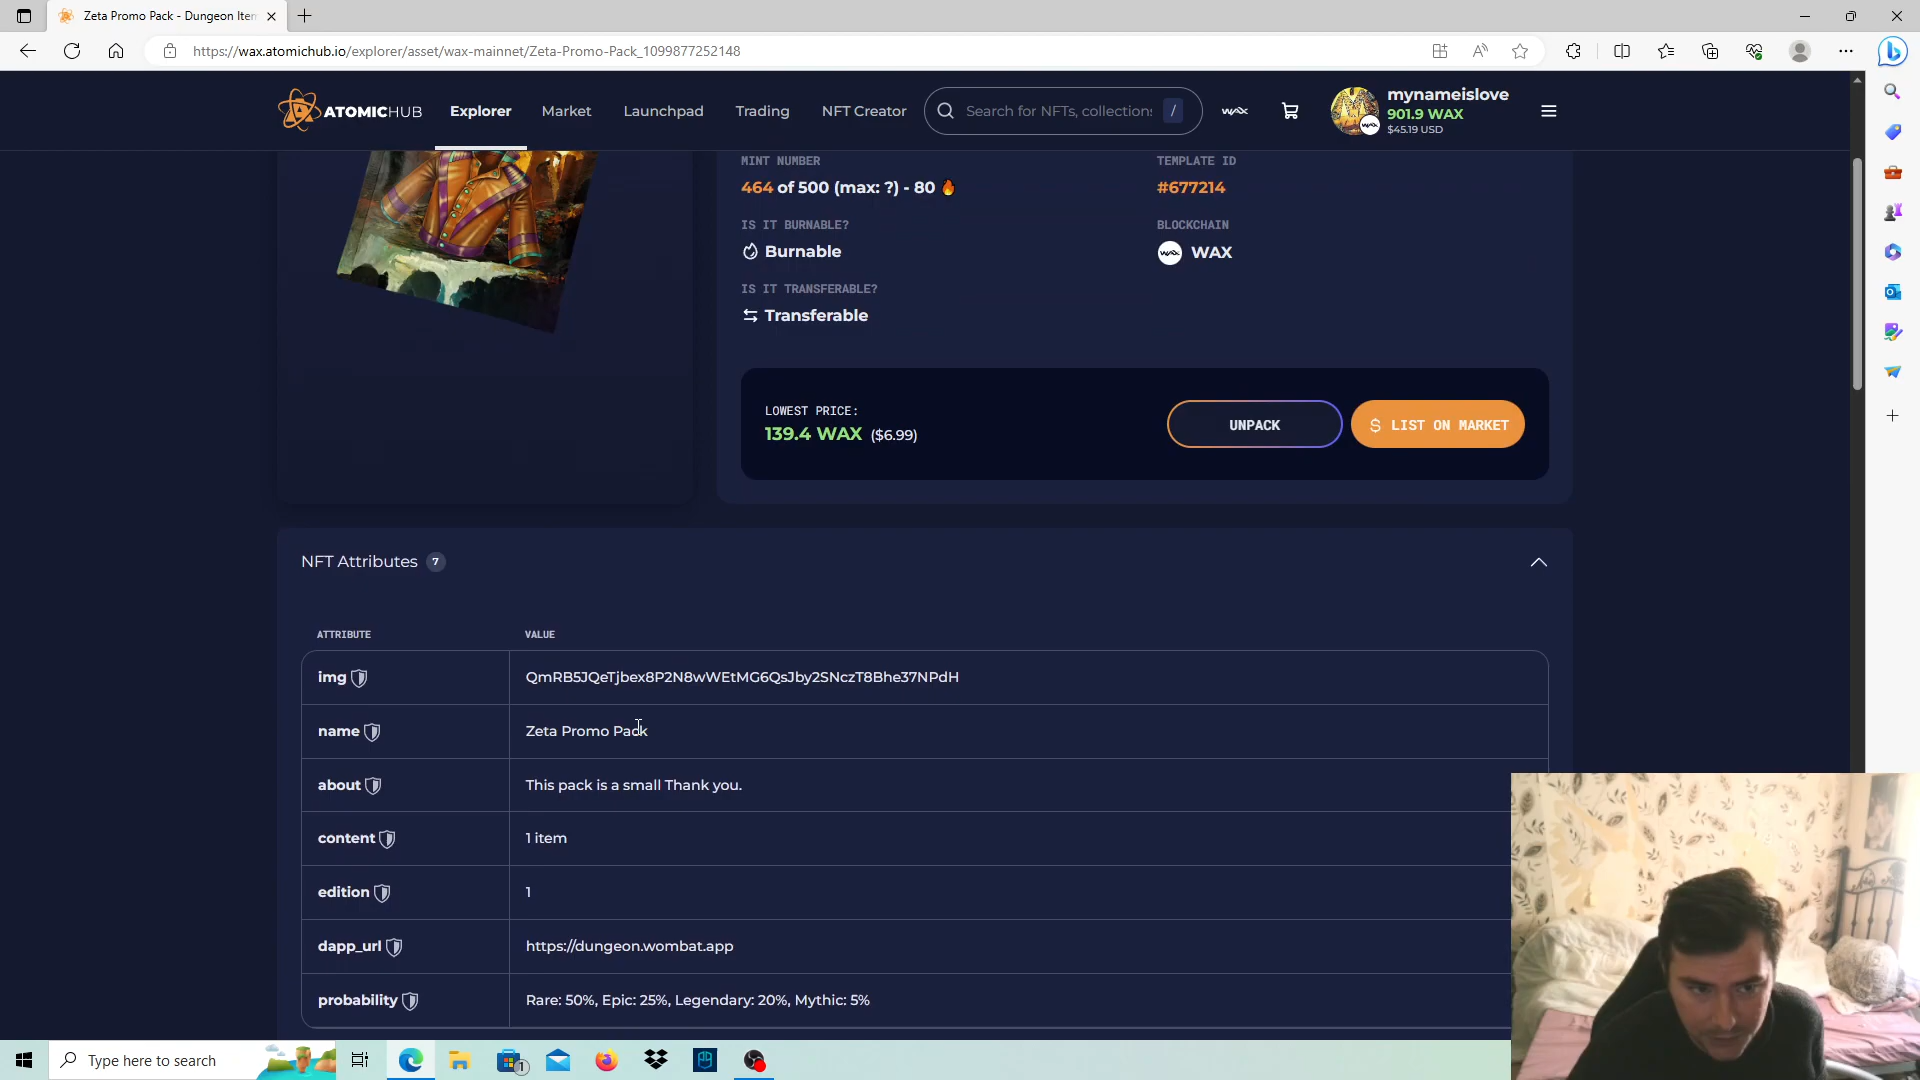 Zeta Promo Pack - Dungeon Item
https://wax.atomichub.io/explorer/asset/wax-mainnet/Zeta-Promo-Pack_1099877252148
ATOMICHUB
Explorer
Market
Launchpad
Trading
NFT Creator
Search for NFTs, collections
/
mynameislove
901.9 WAX
$45.19 USD
MINT NUMBER
TEMPLATE ID
464 of 500 (max: ?) - 80
#677214
IS IT BURNABLE?
BLOCKCHAIN
Burnable
WAX
IS IT TRANSFERABLE?
Transferable
LOWEST PRICE:
139.4 WAX ($6.99)
UNPACK
$ LIST ON MARKET
NFT Attributes 7
ATTRIBUTE VALUE
img QmRB5JQeTjbex8P2N8wWEtMG6QsJby2SNczT8Bhe37NPdH
name Zeta Promo Pack
about This pack is a small Thank you.
content 1 item
edition 1
dapp_url https://dungeon.wombat.app
probability Rare: 50%, Epic: 25%, Legendary: 20%, Mythic: 5%
Type here to search
1